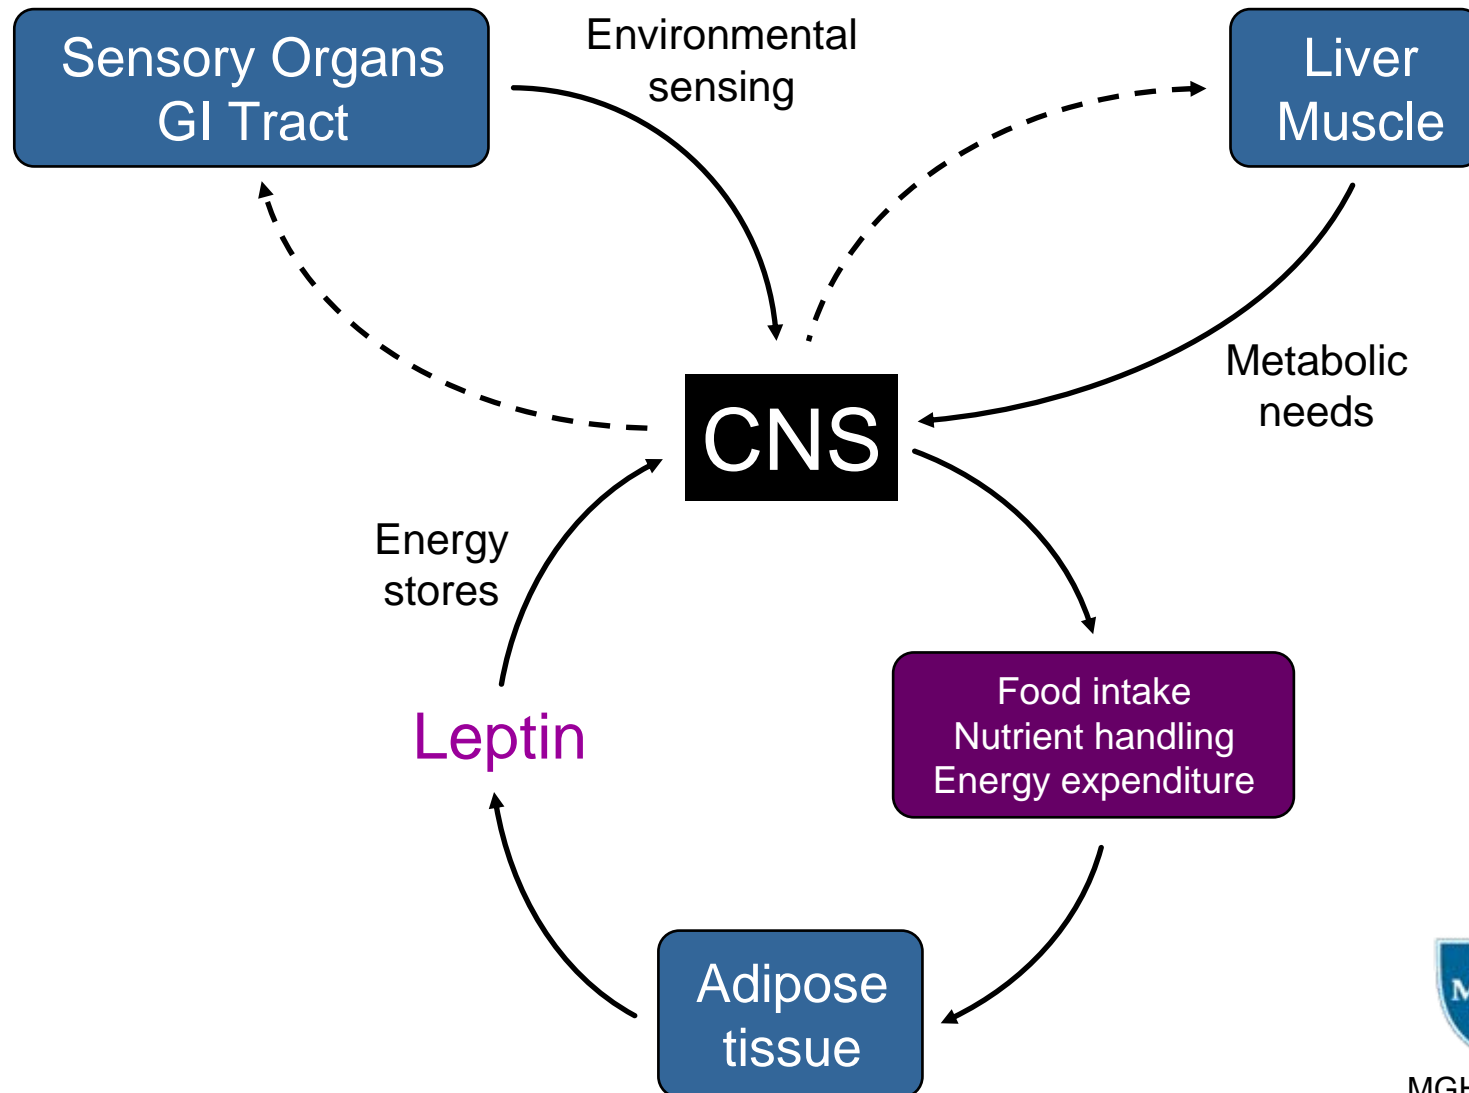 Sensory Organs
GI Tract
Environmental
sensing
Liver
Muscle
Metabolic
needs
CNS
Energy
stores
Leptin
Food intake
Nutrient handling
Energy expenditure
Adipose
tissue
M
MGH